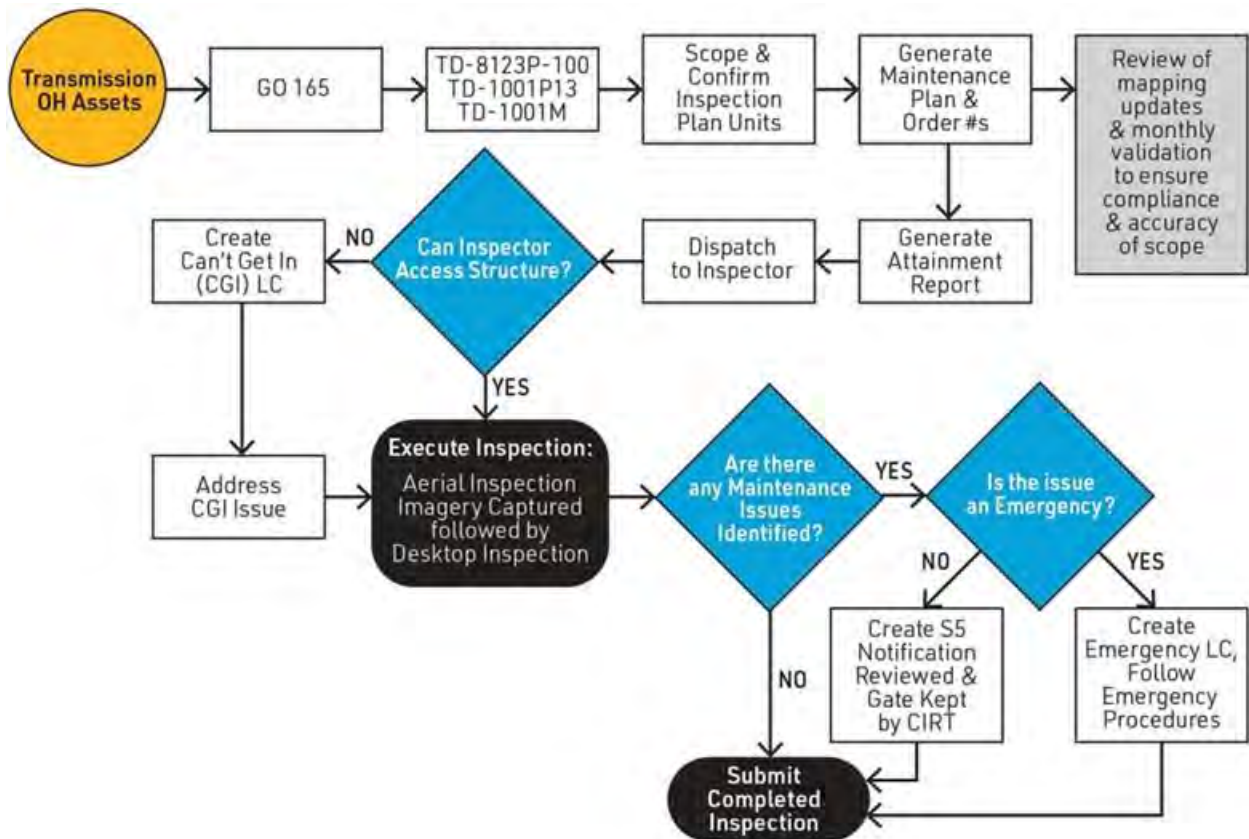 Transmission
OH Assets
GO 165
TD-8123P-100
TD-1001P13
TD-1001M
Scope &
Confirm
Inspection
Plan Units
Generate
Maintenance
Plan &
Order #s
Review of
mapping
updates
& monthly
validation
to ensure
compliance
& accuracy
of scope
Create
Can't Get In
(CGI) LC
NO
Can Inspector
Access Structure?
Dispatch
to Inspector
Generate
Attainment
Report
YES
Address
CGI Issue
Execute Inspection:
Aerial Inspection
Imagery Captured
followed by
Desktop Inspection
Are there
any Maintenance
Issues
Identified?
YES
Is the issue
an Emergency?
NO
YES
NO
Create S5
Notification
Reviewed &
Gate Kept
by CIRT
Create
Emergency LC,
Follow
Emergency
Procedures
Submit
Completed
Inspection